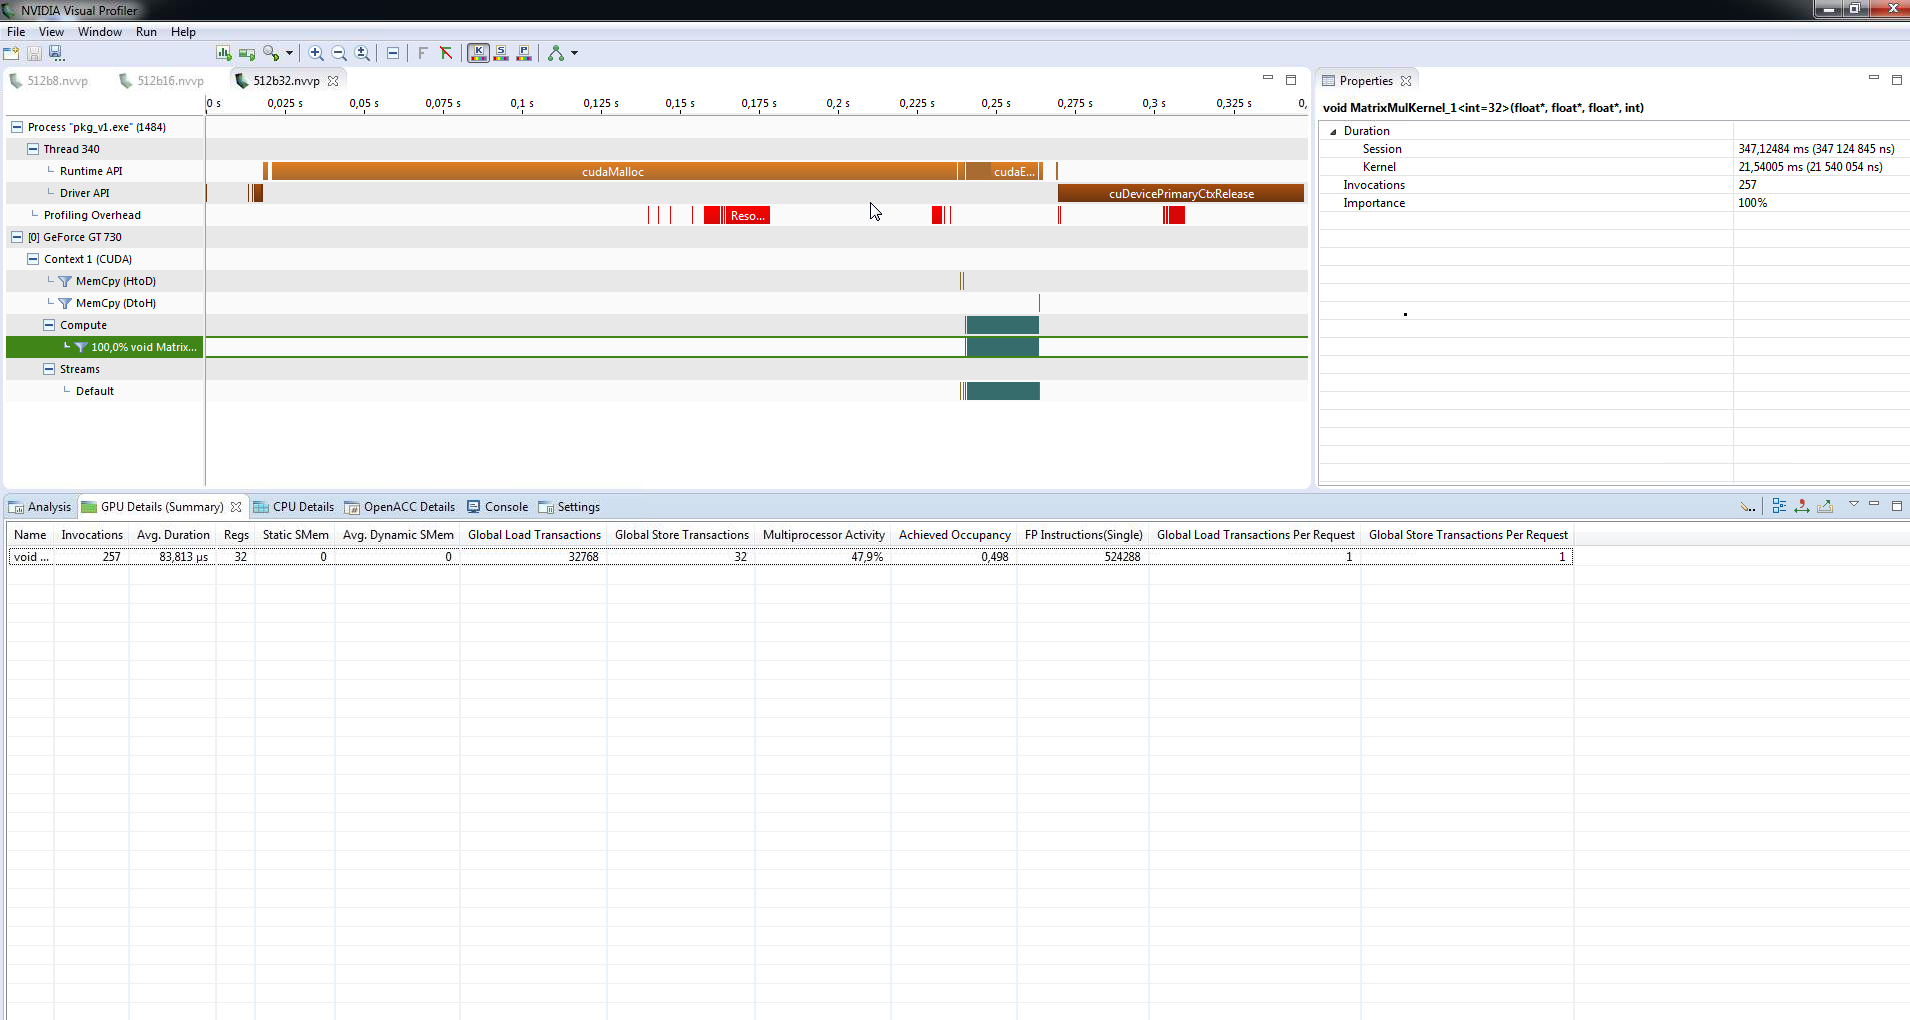 NVIDIA Visual Profiler
File View Window Run Help
512b8.nvvp 512b16.nvvp 512b32.nvvp
0 s 0,025 s 0,05 s 0,075 s 0,1 s 0,125 s 0,15 s 0,175 s 0,2 s 0,225 s 0,25 s 0,275 s 0,3 s 0,325 s 0,
Process "pkg_v1.exe" (1484)
Thread 340
Runtime API cudaMalloc cudaE...
Driver API cuDevicePrimaryCtxRelease
Profiling Overhead Reso...
[0] GeForce GT 730
Context 1 (CUDA)
MemCpy (HtoD)
MemCpy (DtoH)
Compute
100,0% void Matrix...
Streams
Default
Properties
void MatrixMulKernel_1<int=32>(float*, float*, float*, int)
Duration
Session 347,12484 ms (347 124 845 ns)
Kernel 21,54005 ms (21 540 054 ns)
Invocations 257
Importance 100%
Analysis GPU Details (Summary) CPU Details OpenACC Details Console Settings
Name Invocations Avg. Duration Regs Static SMem Avg. Dynamic SMem Global Load Transactions Global Store Transactions Multiprocessor Activity Achieved Occupancy FP Instructions(Single) Global Load Transactions Per Request Global Store Transactions Per Request
void ... 257 83,813 µs 32 0 0 32768 32 47,9% 0,498 524288 1 1